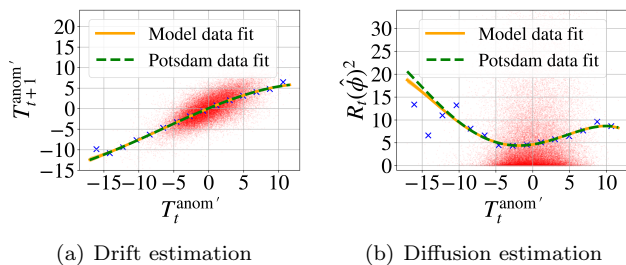 Model data fit
Potsdam data fit
20
15
10
5
0
−5
−10
−15
−15 −10 −5 0 5 10
T_t^{anom′}
T_{t+1}^{anom′}
(a) Drift estimation
Model data fit
Potsdam data fit
30
25
20
15
10
5
0
−15 −10 −5 0 5 10
T_t^{anom′}
R_t(ϕ̂)²
(b) Diffusion estimation